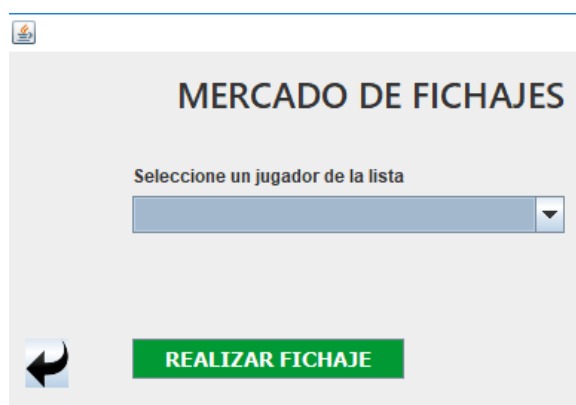 MERCADO DE FICHAJES
Seleccione un jugador de la lista
REALIZAR FICHAJE